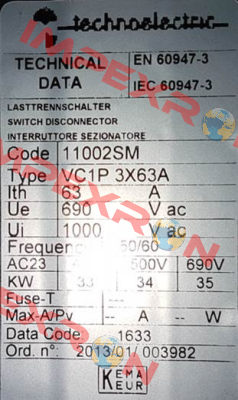 technoelectric
TECHNICAL DATA
EN 60947-3
IEC 60947-3
LASTTRENNSCHALTER
SWITCH DISCONNECTOR
INTERRUTTORE SEZIONATORE
Code 11002SM
Type VC1P 3X63A
Ith 63 A
Ue 690 V ac
Ui 1000 V ac
Frequency 50/60
AC23 500V 690V
KW 33 34 35
Fuse-T --- ---
Max-A/Pv --- A --- W
Data Code 1633
Ord. n°: 2013/01/ 003982
KEMA
KEUR
IMPEXRON
IMPEXRON